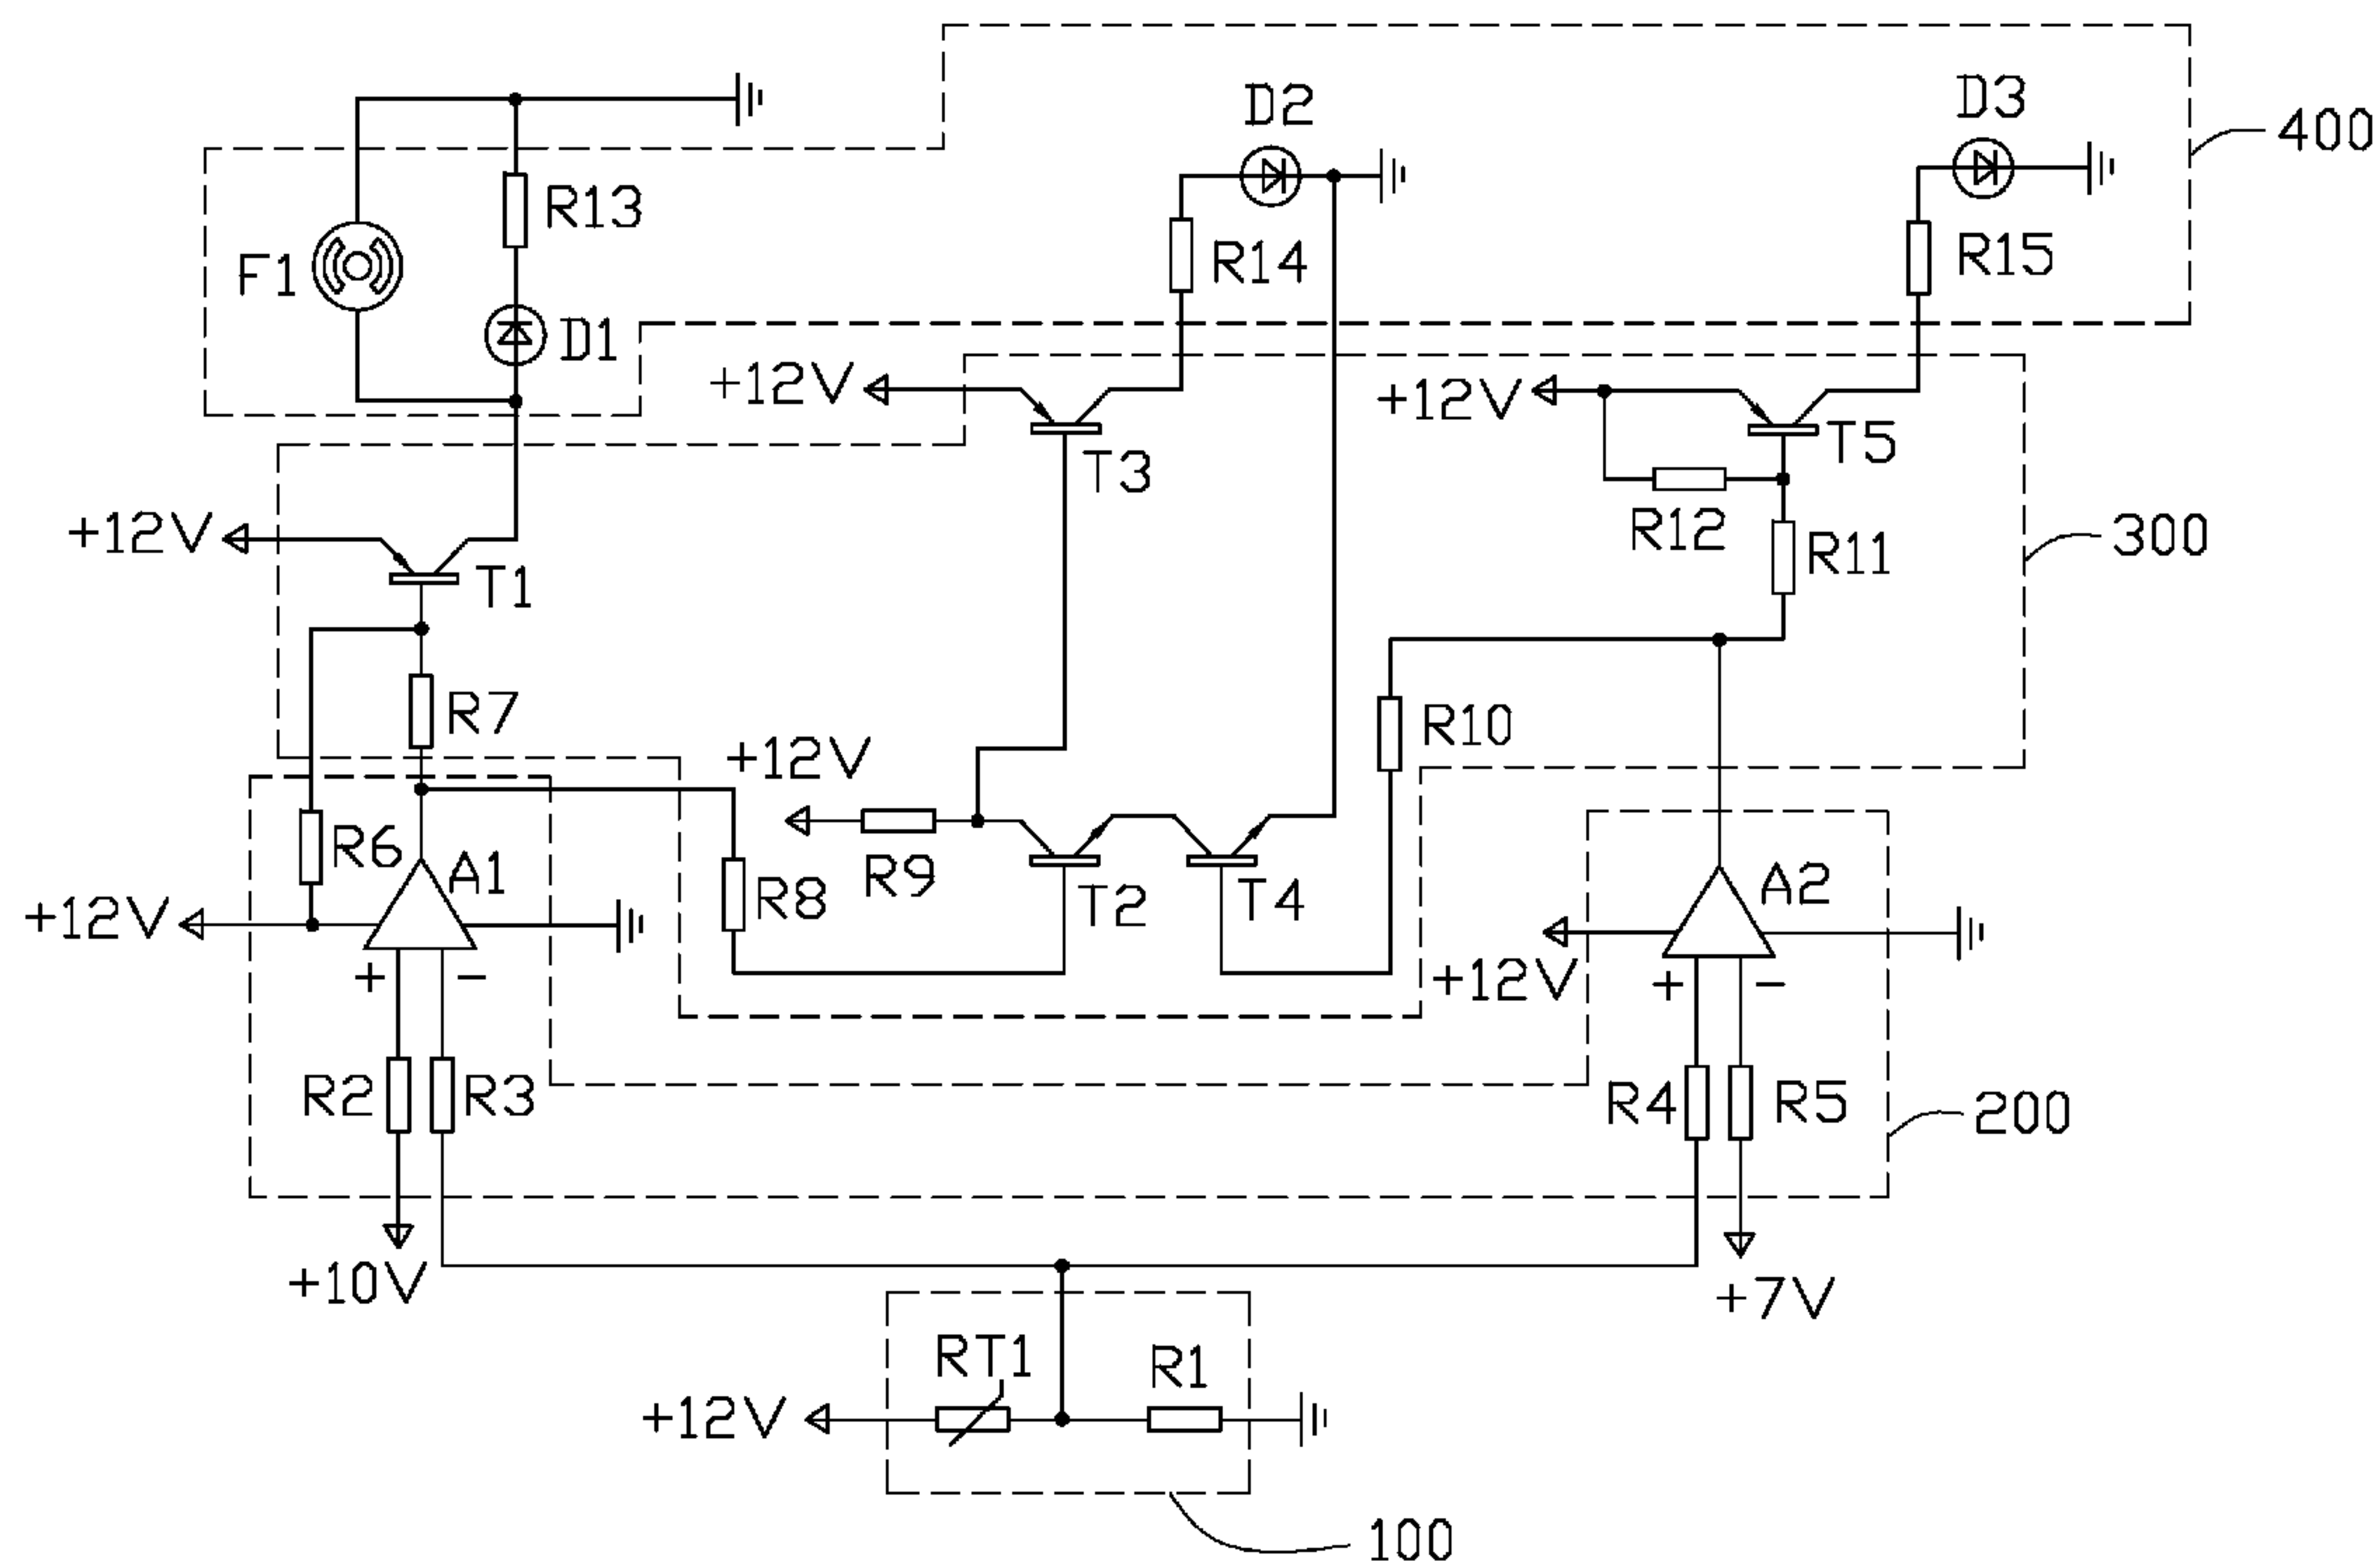 D2
D3
400
R13
F1
R14
R15
D1
+12V
+12V
T3
T5
+12V
R12
R11
300
T1
R7
R10
+12V
R6
A1
R8
R9
T2
T4
A2
+12V
+12V
+
−
+
−
R2
R3
R4
R5
200
+10V
+7V
RT1
R1
+12V
100